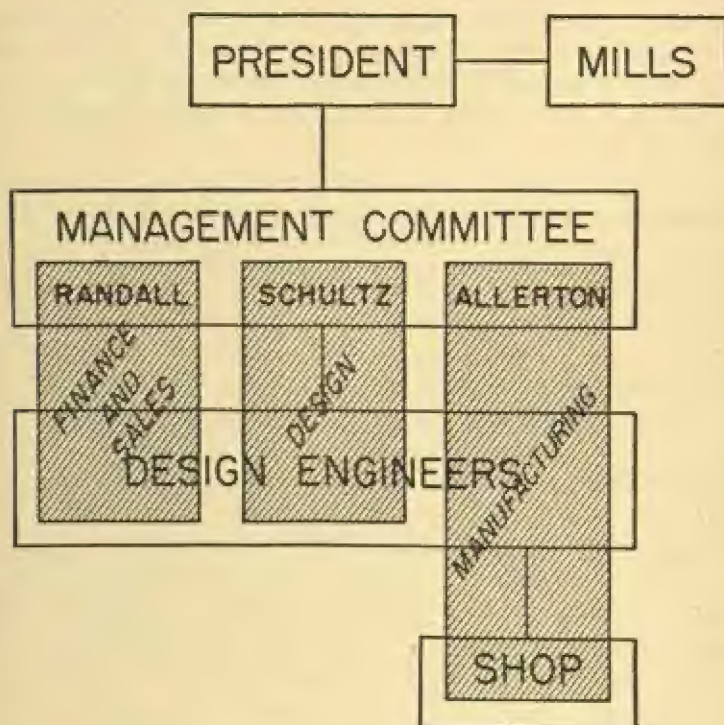 PRESIDENT
MILLS
MANAGEMENT COMMITTEE
RANDALL
SCHULTZ
ALLERTON
FINANCE
AND
SALES
DESIGN
MANUFACTURING
DESIGN ENGINEERS
SHOP